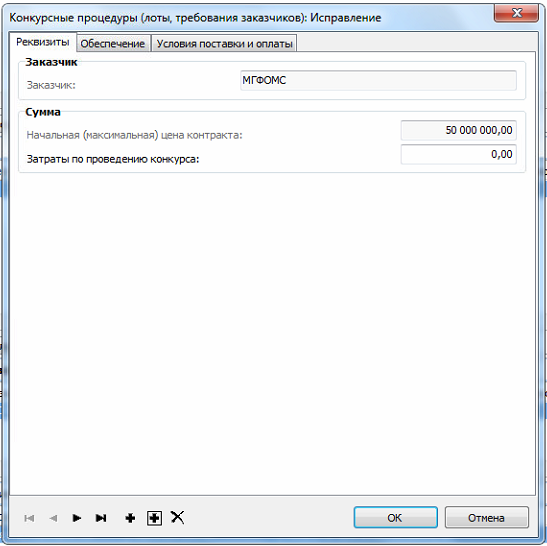 Конкурсные процедуры (лоты, требования заказчиков): Исправление
Реквизиты Обеспечение Условия поставки и оплаты
Заказчик
Заказчик: МГФОМС
Сумма
Начальная (максимальная) цена контракта: 50 000 000,00
Затраты по проведению конкурса: 0,00
OK Отмена